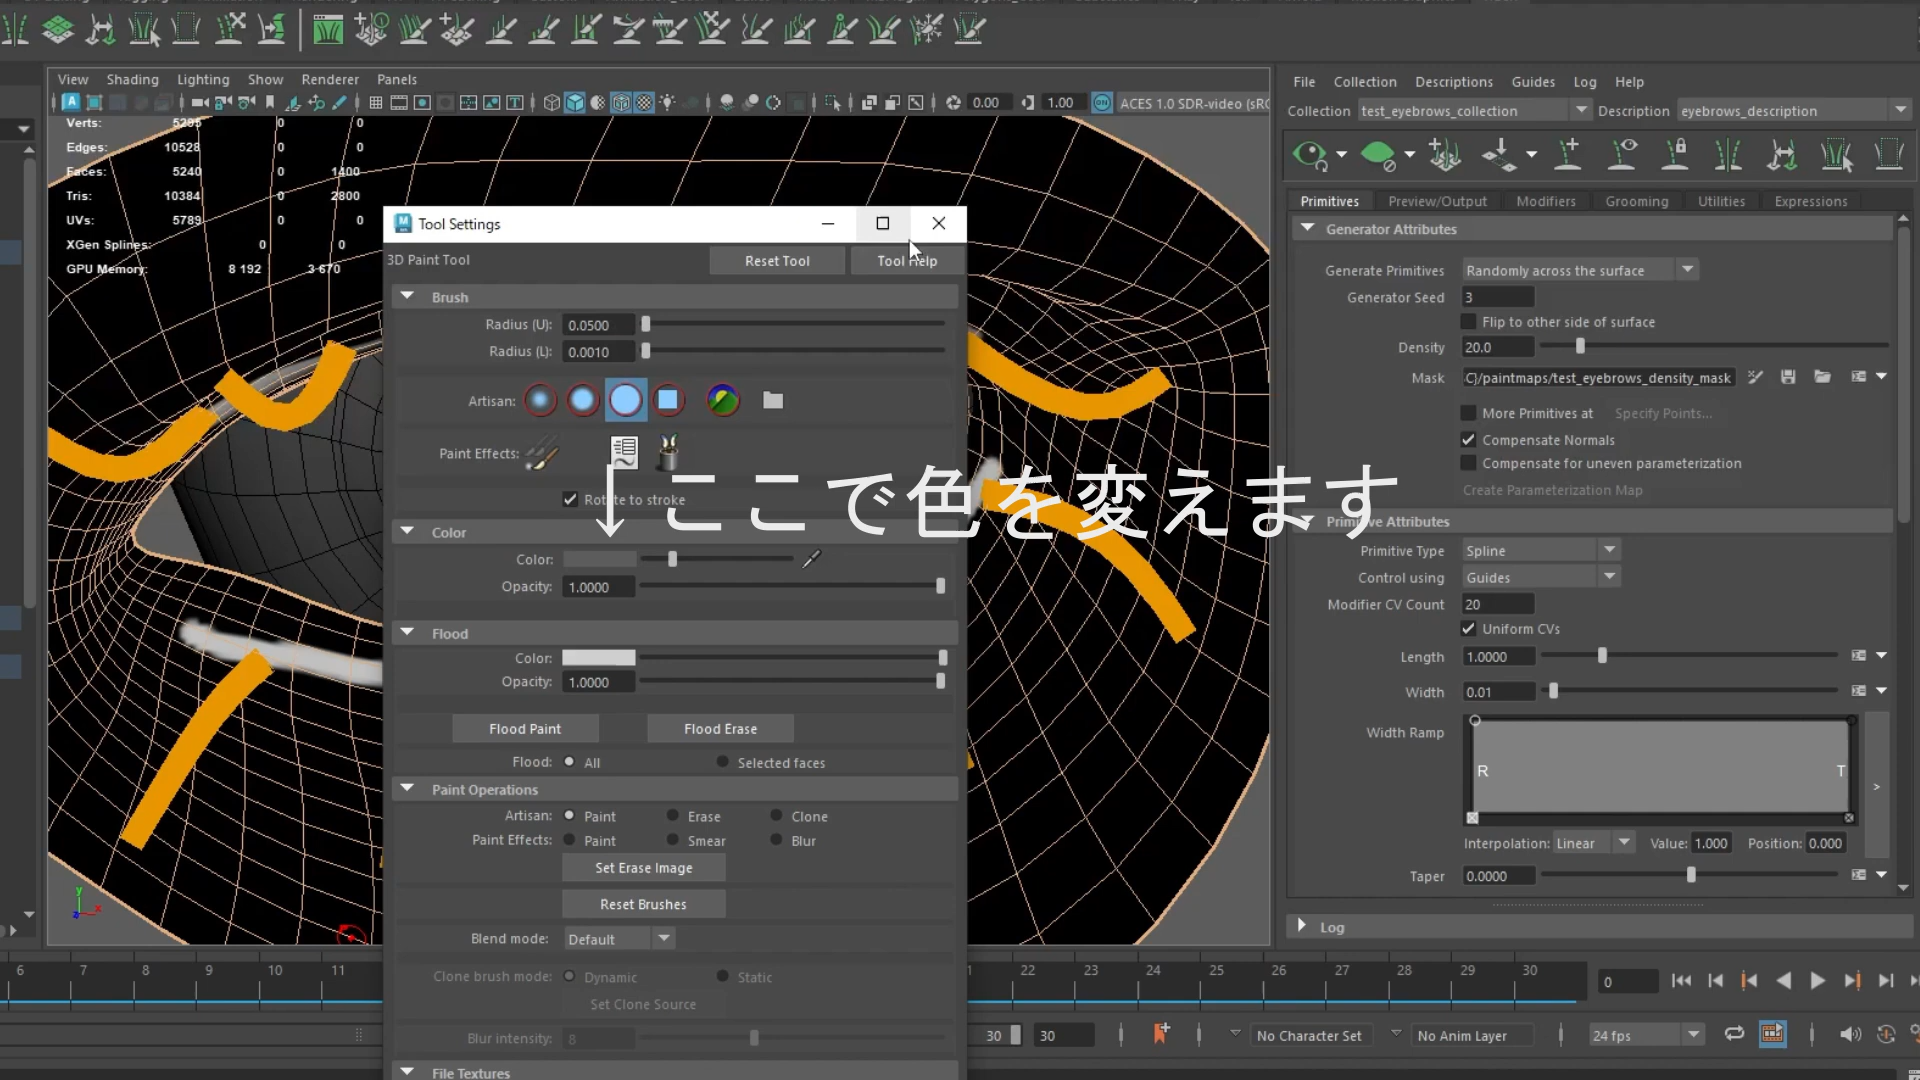 View Shading Lighting Show Renderer Panels
0.00 1.00 ON ACES 1.0 SDR-video (sRG
Verts: 5295 0 0
Edges: 10528 0 0
Faces: 5240 0 1400
Tris: 10384 0 2800
UVs: 5789 0 0
XGen Splines: 0 0
GPU Memory: 8 192 3 670
Tool Settings
3D Paint Tool Reset Tool Tool Help
Brush
Radius (U): 0.0500
Radius (L): 0.0010
Artisan:
Paint Effects:
Rotate to stroke
↓ここで色を変えます
Color
Color:
Opacity: 1.0000
Flood
Color:
Opacity: 1.0000
Flood Paint Flood Erase
Flood: All Selected faces
Paint Operations
Artisan: Paint Erase Clone
Paint Effects: Paint Smear Blur
Set Erase Image
Reset Brushes
Blend mode: Default
Clone brush mode: Dynamic Static
Set Clone Source
Blur intensity: 8
File Textures
File Collection Descriptions Guides Log Help
Collection test_eyebrows_collection Description eyebrows_description
Primitives Preview/Output Modifiers Grooming Utilities Expressions
Generator Attributes
Generate Primitives Randomly across the surface
Generator Seed 3
Flip to other side of surface
Density 20.0
Mask C}/paintmaps/test_eyebrows_density_mask
More Primitives at Specify Points...
Compensate Normals
Compensate for uneven parameterization
Create Parameterization Map
Primitive Attributes
Primitive Type Spline
Control using Guides
Modifier CV Count 20
Uniform CVs
Length 1.0000
Width 0.01
Width Ramp
R T
>
Interpolation: Linear Value: 1.000 Position: 0.000
Taper 0.0000
Log
6 7 8 9 10 11 22 23 24 25 26 27 28 29 30 0
30 30 No Character Set No Anim Layer 24 fps